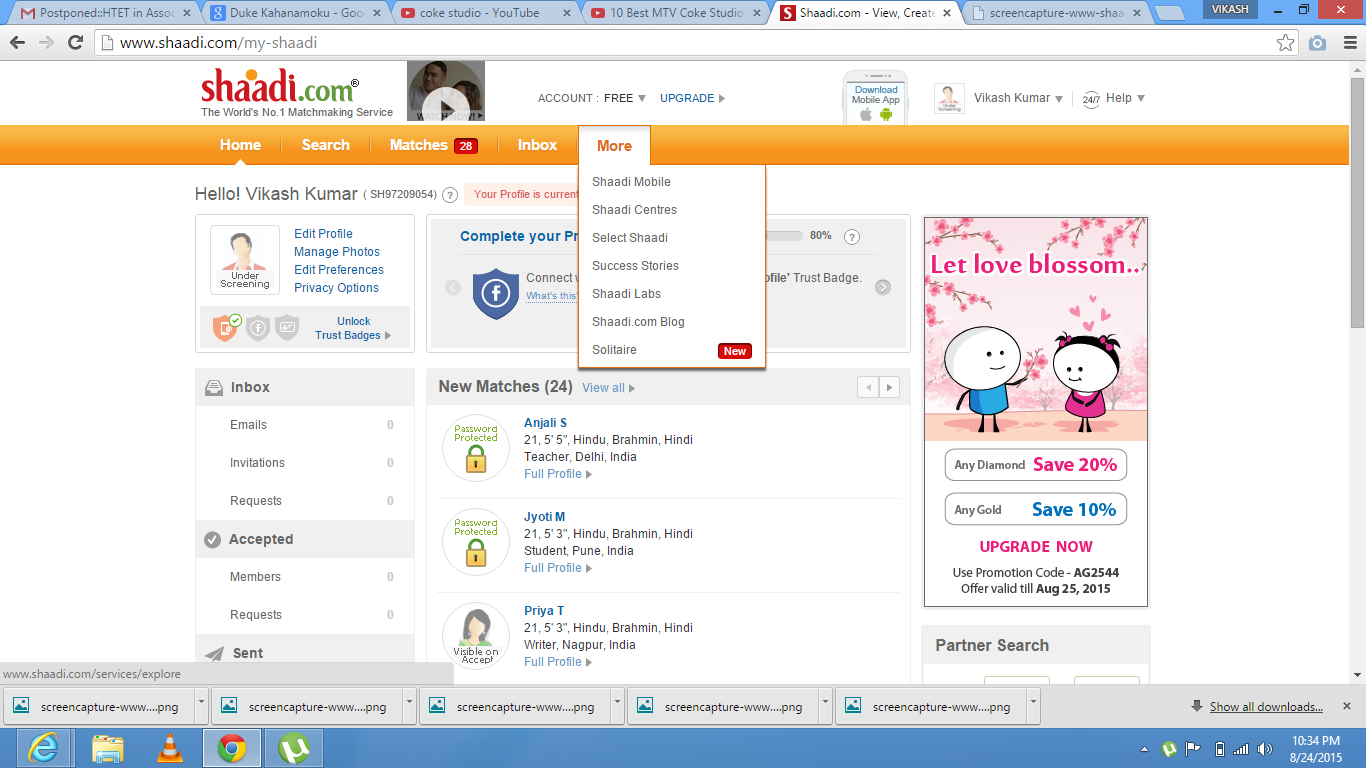 Postponed::HTET in Assoc
Duke Kahanamoku - Goo
coke studio - YouTube
10 Best MTV Coke Studio
Shaadi.com - View, Create
screencapture-www-shaa
VIKASH
www.shaadi.com/my-shaadi
shaadi.com®
The World's No.1 Matchmaking Service
WATCH NOW!
ACCOUNT : FREE
UPGRADE
Download
Mobile App
Under
Screening
Vikash Kumar
24/7 Help
Home
Search
Matches 28
Inbox
More
Shaadi Mobile
Shaadi Centres
Select Shaadi
Success Stories
Shaadi Labs
Shaadi.com Blog
Solitaire New
Hello! Vikash Kumar ( SH97209054) ?
Your Profile is current
Under
Screening
Edit Profile
Manage Photos
Edit Preferences
Privacy Options
Unlock
Trust Badges
Complete your Pr
80% ?
Connect w
ofile' Trust Badge.
What's this
Inbox
Emails 0
Invitations 0
Requests 0
Accepted
Members 0
Requests 0
Sent
New Matches (24) View all
Password
Protected
Anjali S
21, 5' 5", Hindu, Brahmin, Hindi
Teacher, Delhi, India
Full Profile
Password
Protected
Jyoti M
21, 5' 3", Hindu, Brahmin, Hindi
Student, Pune, India
Full Profile
Visible on
Accept
Priya T
21, 5' 3", Hindu, Brahmin, Hindi
Writer, Nagpur, India
Full Profile
Let love blossom..
Any Diamond Save 20%
Any Gold Save 10%
UPGRADE NOW
Use Promotion Code - AG2544
Offer valid till Aug 25, 2015
Partner Search
www.shaadi.com/services/explore
screencapture-www....png
screencapture-www....png
screencapture-www....png
screencapture-www....png
screencapture-www....png
Show all downloads...
10:34 PM
8/24/2015